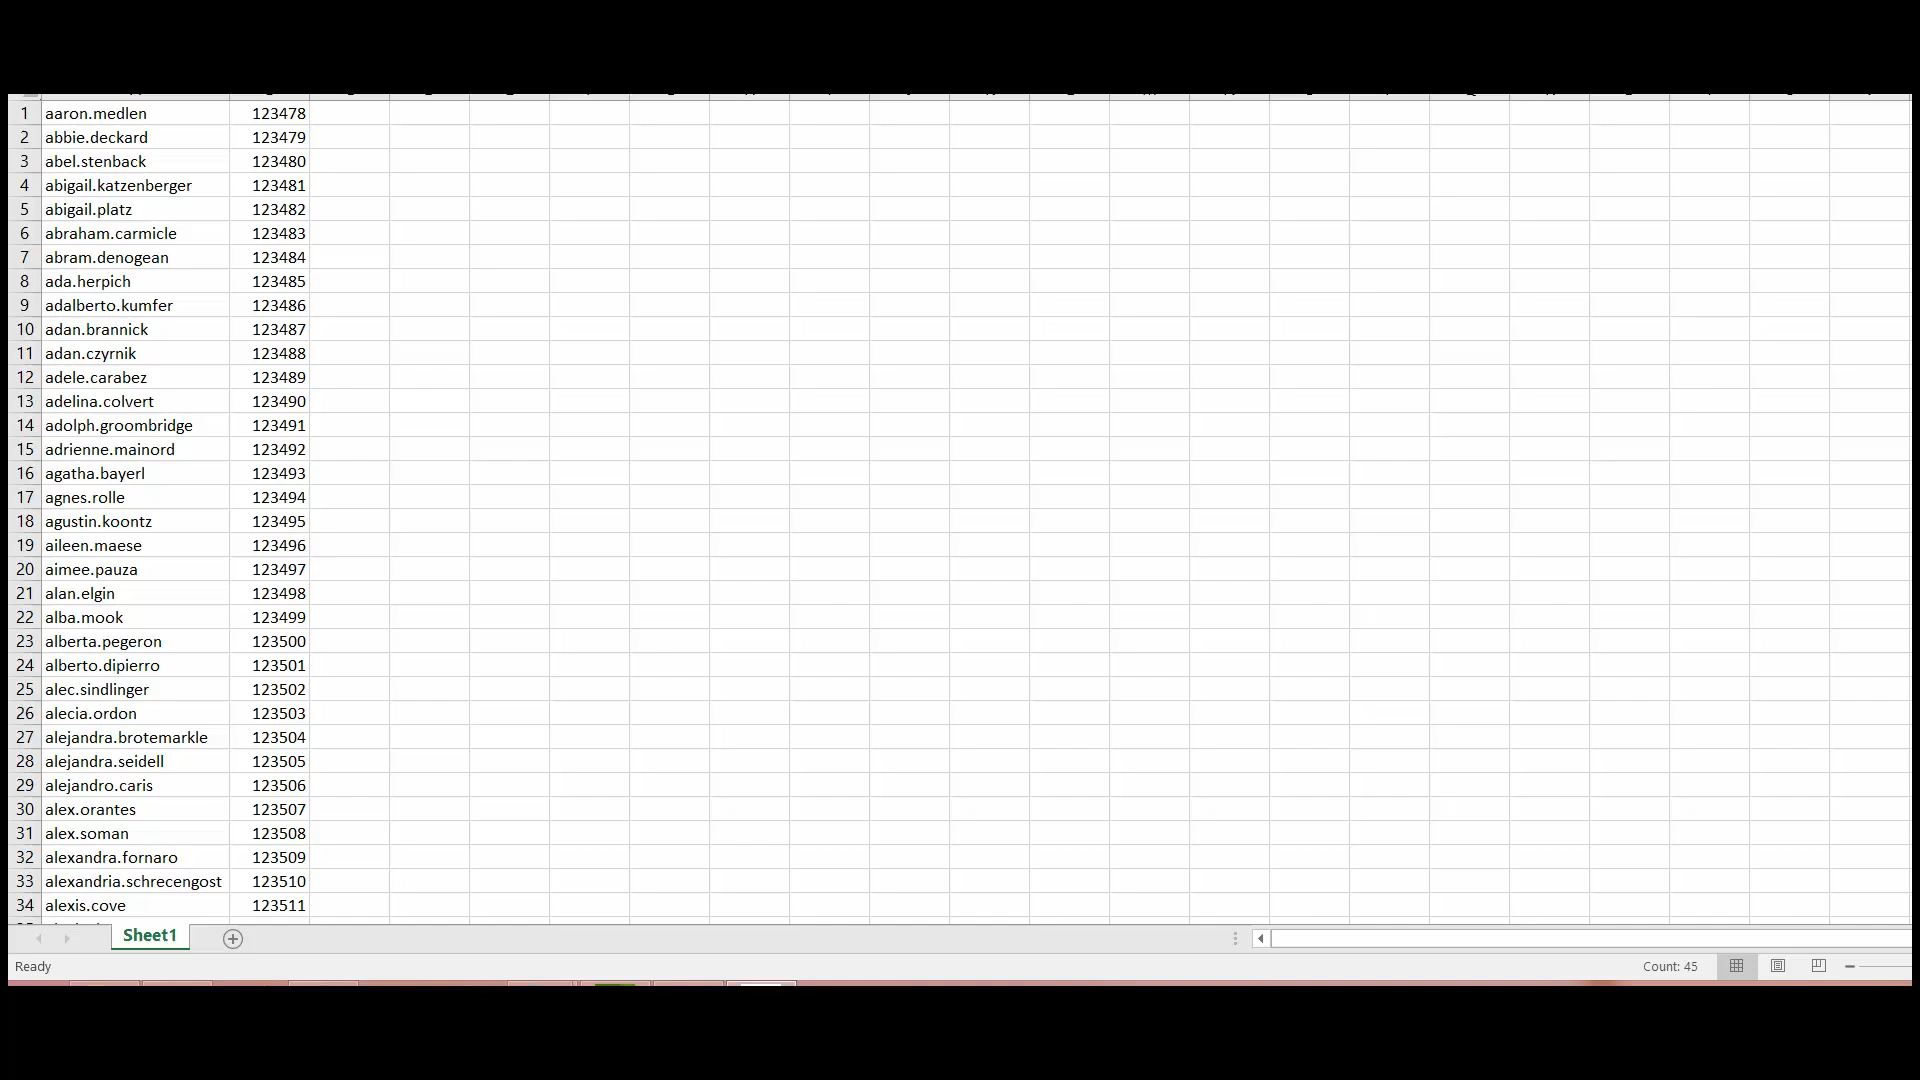 1 aaron.medlen 123478
2 abbie.deckard 123479
3 abel.stenback 123480
4 abigail.katzenberger 123481
5 abigail.platz 123482
6 abraham.carmicle 123483
7 abram.denogean 123484
8 ada.herpich 123485
9 adalberto.kumfer 123486
10 adan.brannick 123487
11 adan.czyrnik 123488
12 adele.carabez 123489
13 adelina.colvert 123490
14 adolph.groombridge 123491
15 adrienne.mainord 123492
16 agatha.bayerl 123493
17 agnes.rolle 123494
18 agustin.koontz 123495
19 aileen.maese 123496
20 aimee.pauza 123497
21 alan.elgin 123498
22 alba.mook 123499
23 alberta.pegeron 123500
24 alberto.dipierro 123501
25 alec.sindlinger 123502
26 alecia.ordon 123503
27 alejandra.brotemarkle 123504
28 alejandra.seidell 123505
29 alejandro.caris 123506
30 alex.orantes 123507
31 alex.soman 123508
32 alexandra.fornaro 123509
33 alexandria.schrecengost 123510
34 alexis.cove 123511
Sheet1
Ready Count: 45